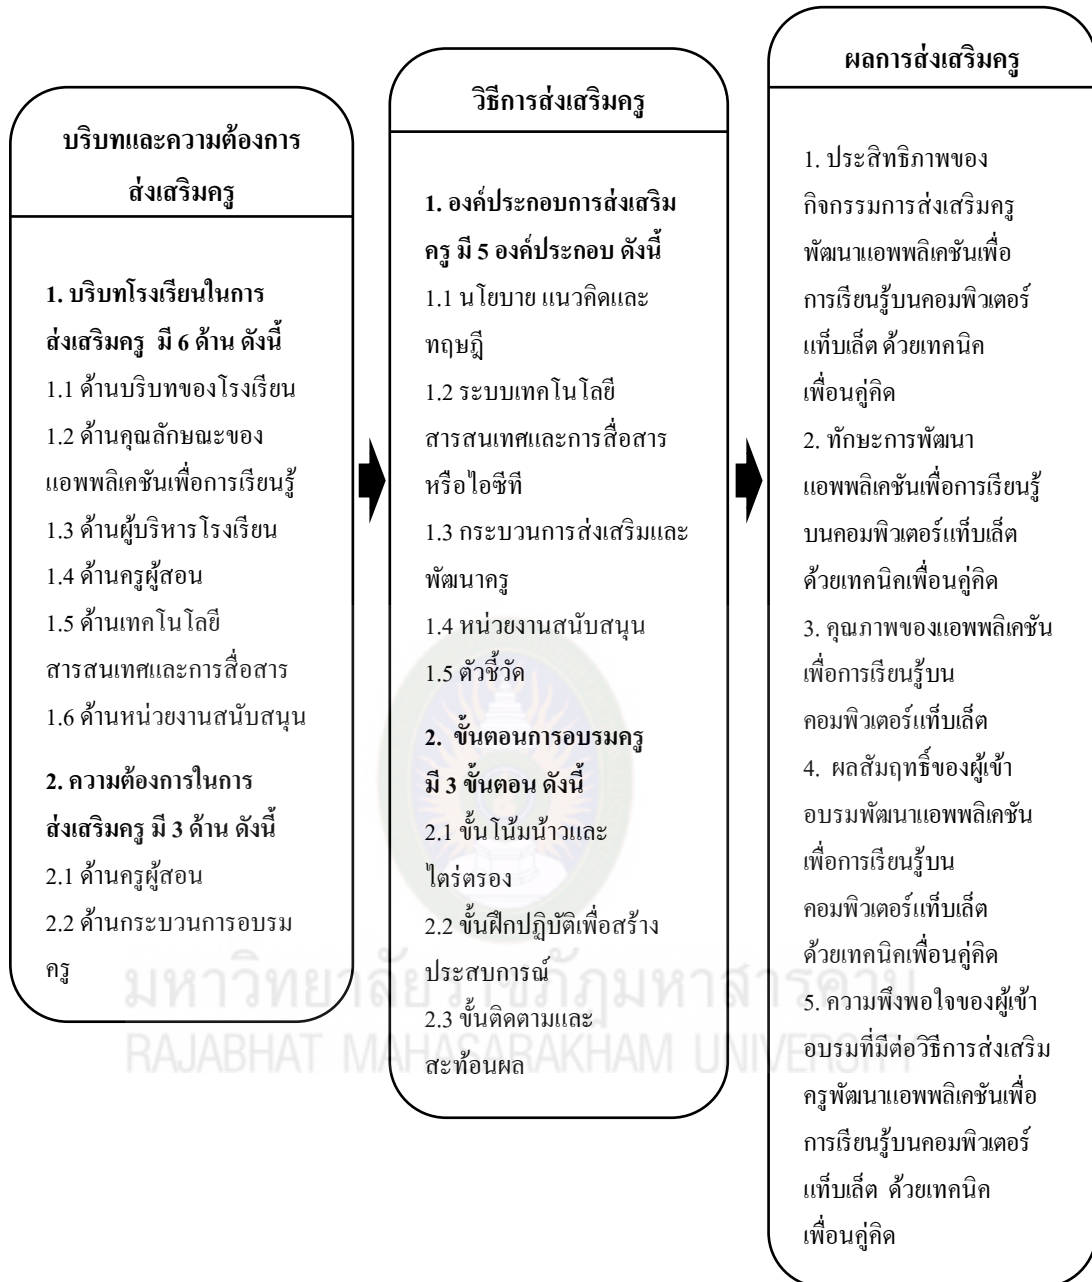 บริบทและความต้องการ
ส่งเสริมครู
1. บริบทโรงเรียนในการ
ส่งเสริมครู มี 6 ด้าน ดังนี้
1.1 ด้านบริบทของโรงเรียน
1.2 ด้านคุณลักษณะของ
แอพพลิเคชันเพื่อการเรียนรู้
1.3 ด้านผู้บริหารโรงเรียน
1.4 ด้านครูผู้สอน
1.5 ด้านเทคโนโลยี
สารสนเทศและการสื่อสาร
1.6 ด้านหน่วยงานสนับสนุน
2. ความต้องการในการ
ส่งเสริมครู มี 3 ด้าน ดังนี้
2.1 ด้านครูผู้สอน
2.2 ด้านกระบวนการอบรม
ครู
วิธีการส่งเสริมครู
1. องค์ประกอบการส่งเสริม
ครู มี 5 องค์ประกอบ ดังนี้
1.1 นโยบาย แนวคิดและ
ทฤษฎี
1.2 ระบบเทคโนโลยี
สารสนเทศและการสื่อสาร
หรือไอซีที
1.3 กระบวนการส่งเสริมและ
พัฒนาครู
1.4 หน่วยงานสนับสนุน
1.5 ตัวชี้วัด
2. ขั้นตอนการอบรมครู
มี 3 ขั้นตอน ดังนี้
2.1 ขั้นโน้มน้าวและ
ไตร่ตรอง
2.2 ขั้นฝึกปฏิบัติเพื่อสร้าง
ประสบการณ์
2.3 ขั้นติดตามและ
สะท้อนผล
ผลการส่งเสริมครู
1. ประสิทธิภาพของ
กิจกรรมการส่งเสริมครู
พัฒนาแอพพลิเคชันเพื่อ
การเรียนรู้บนคอมพิวเตอร์
แท็บเล็ต ด้วยเทคนิค
เพื่อนคู่คิด
2. ทักษะการพัฒนา
แอพพลิเคชันเพื่อการเรียนรู้
บนคอมพิวเตอร์แท็บเล็ต
ด้วยเทคนิคเพื่อนคู่คิด
3. คุณภาพของแอพพลิเคชัน
เพื่อการเรียนรู้บน
คอมพิวเตอร์แท็บเล็ต
4. ผลสัมฤทธิ์ของผู้เข้า
อบรมพัฒนาแอพพลิเคชัน
เพื่อการเรียนรู้บน
คอมพิวเตอร์แท็บเล็ต
ด้วยเทคนิคเพื่อนคู่คิด
5. ความพึงพอใจของผู้เข้า
อบรมที่มีต่อวิธีการส่งเสริม
ครูพัฒนาแอพพลิเคชันเพื่อ
การเรียนรู้บนคอมพิวเตอร์
แท็บเล็ต ด้วยเทคนิค
เพื่อนคู่คิด
มหาวิทยาลัยราชภัฏมหาสารคาม
RAJABHAT MAHASARAKHAM UNIVERSITY